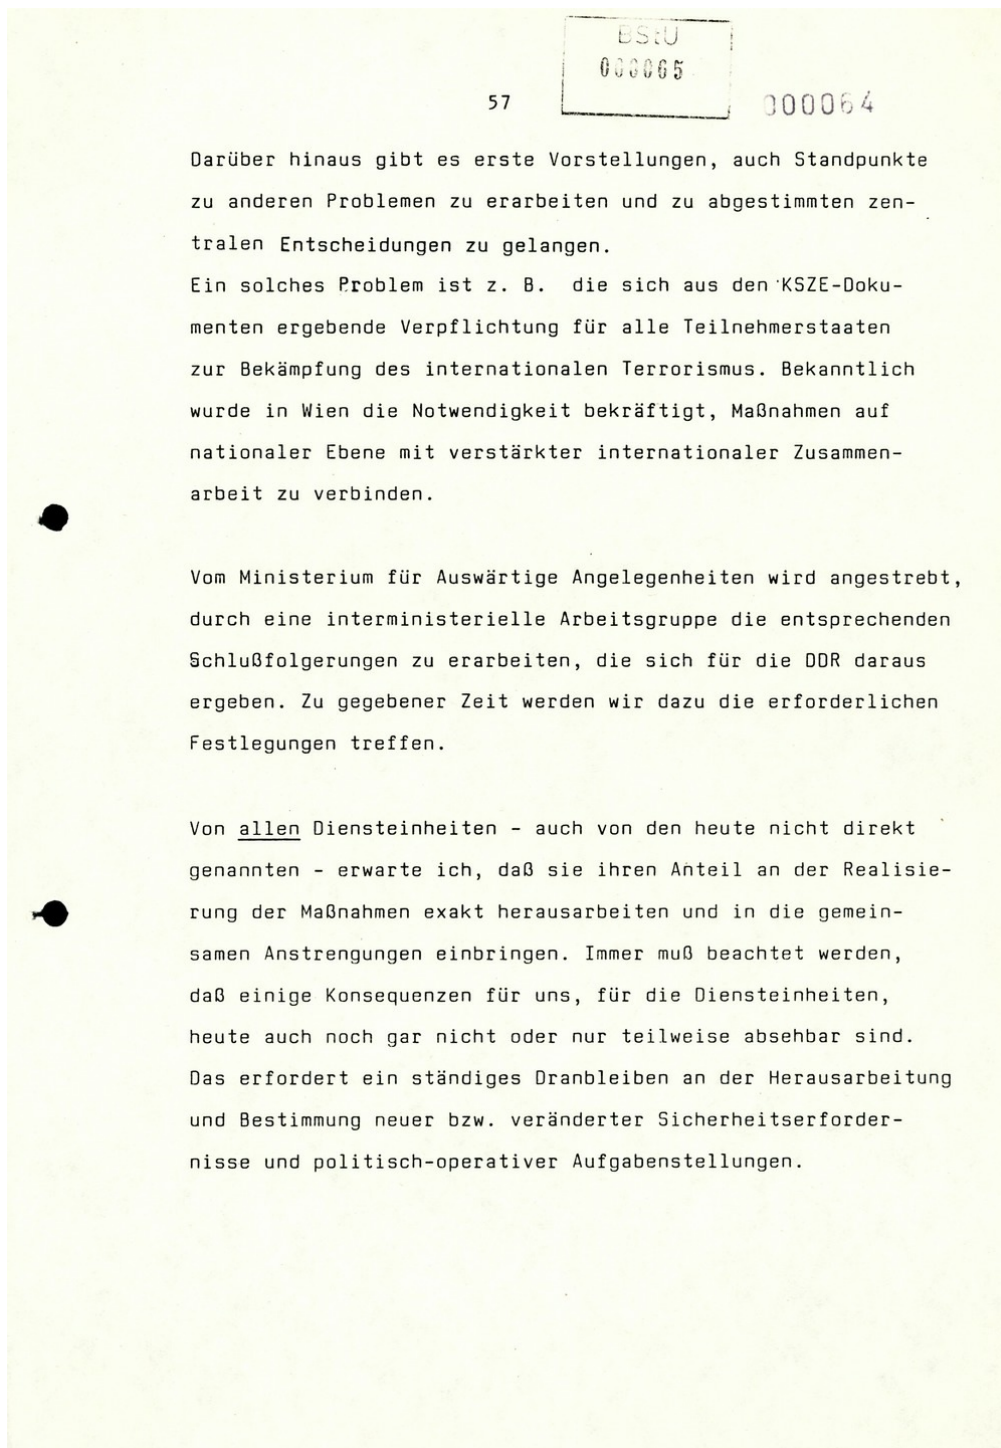 BStU
000065
57
000064
Darüber hinaus gibt es erste Vorstellungen, auch Standpunkte
zu anderen Problemen zu erarbeiten und zu abgestimmten zen-
tralen Entscheidungen zu gelangen.
Ein solches Problem ist z. B. die sich aus den KSZE-Doku-
menten ergebende Verpflichtung für alle Teilnehmerstaaten
zur Bekämpfung des internationalen Terrorismus. Bekanntlich
wurde in Wien die Notwendigkeit bekräftigt, Maßnahmen auf
nationaler Ebene mit verstärkter internationaler Zusammen-
arbeit zu verbinden.
Vom Ministerium für Auswärtige Angelegenheiten wird angestrebt,
durch eine interministerielle Arbeitsgruppe die entsprechenden
Schlußfolgerungen zu erarbeiten, die sich für die DDR daraus
ergeben. Zu gegebener Zeit werden wir dazu die erforderlichen
Festlegungen treffen.
Von allen Diensteinheiten - auch von den heute nicht direkt
genannten - erwarte ich, daß sie ihren Anteil an der Realisie-
rung der Maßnahmen exakt herausarbeiten und in die gemein-
samen Anstrengungen einbringen. Immer muß beachtet werden,
daß einige Konsequenzen für uns, für die Diensteinheiten,
heute auch noch gar nicht oder nur teilweise absehbar sind.
Das erfordert ein ständiges Dranbleiben an der Herausarbeitung
und Bestimmung neuer bzw. veränderter Sicherheitserforder-
nisse und politisch-operativer Aufgabenstellungen.